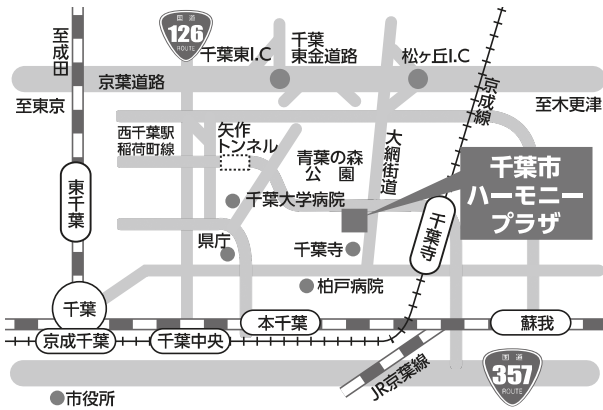 国道
126
ROUTE
至成田
千葉東I.C
千葉
東金道路
松ヶ丘I.C
京葉道路
至東京
京成線
至木更津
西千葉駅
稲荷町線
矢作
トンネル
青葉の森
公園
大網街道
千葉市
ハーモニー
プラザ
東千葉
千葉大学病院
千葉寺
県庁
千葉寺
柏戸病院
千葉
本千葉
蘇我
京成千葉
千葉中央
JR京葉線
国道
357
ROUTE
市役所